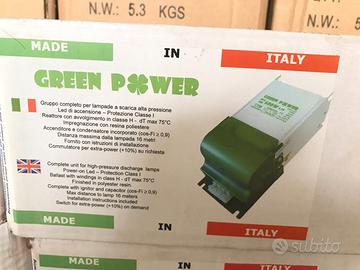 N.W.: 5.3 KGS
N.W
MADE IN ITALY
GREEN POWER
Gruppo completo per lampade a scarica alta pressione
Led di accensione – Protezione Classe I
Reattore con avvolgimento in classe H - dT max 75°C
Impregnazione con resina poliestere
Accenditore e condensatore incorporato (cos-Fi ≥ 0,9)
Distanza massima dalla lampada 16 metri
Fornito con istruzioni di installazione
Commutatore per extra-power (+10%) su richiesta
Complete unit for high-pressure discharge lamps
Power-on Led – Protection Class I
Ballast with windings in class H - dT max 75°C
Finished in polyester resin
Complete with ignitor and capacitor (cos-Fi ≥ 0,9)
Max distance to lamp 16 meters
Installation instructions included
Switch for extra-power (+10%) on demand
GREEN POWER
MADE IN ITALY
MADE IN ITALY
subito